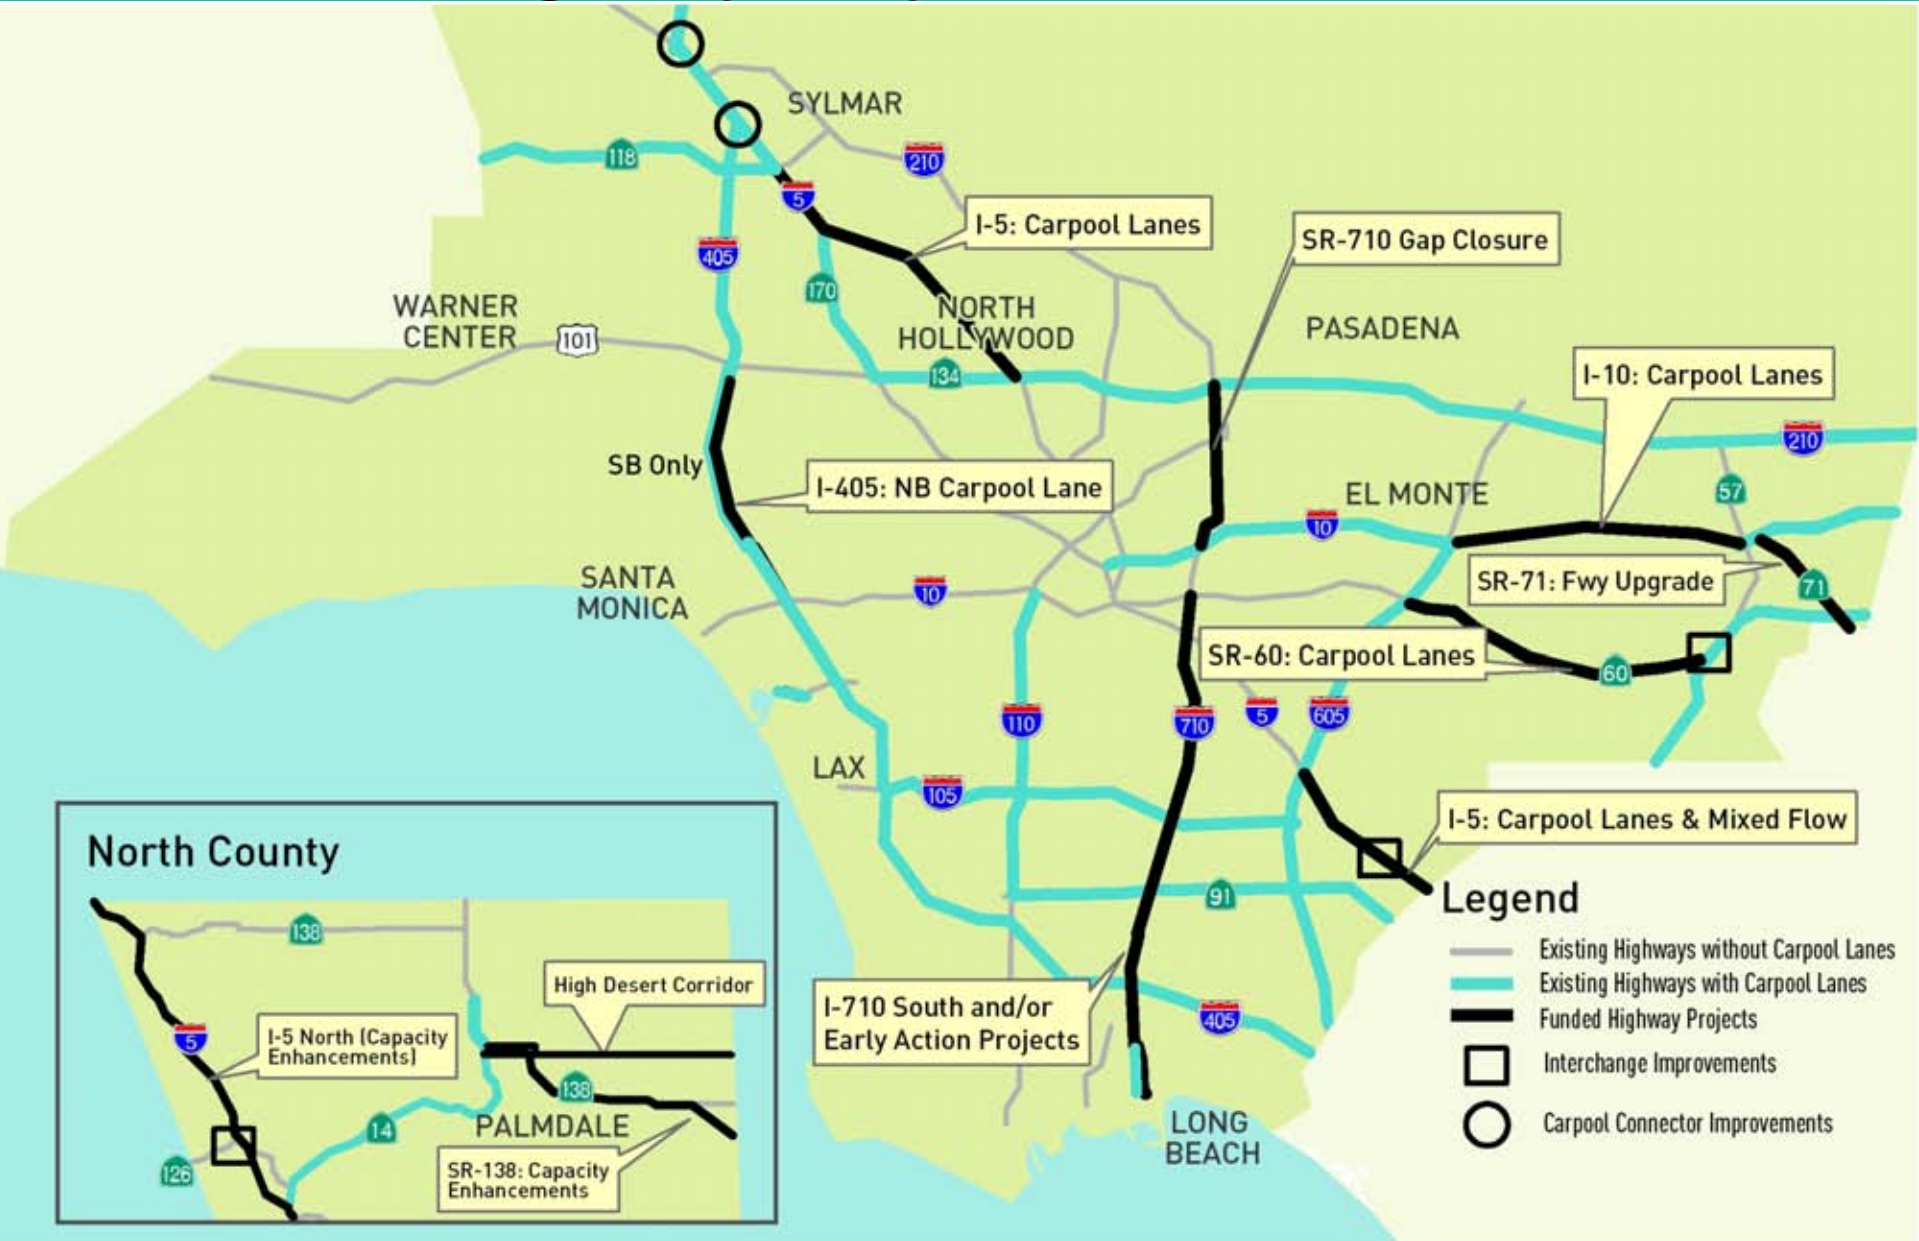 SYLMAR
118
210
5
I-5: Carpool Lanes
SR-710 Gap Closure
405
170
WARNER
CENTER
101
NORTH
HOLLYWOOD
PASADENA
134
I-10: Carpool Lanes
210
SB Only
I-405: NB Carpool Lane
EL MONTE
57
10
SANTA
MONICA
10
SR-71: Fwy Upgrade
71
SR-60: Carpool Lanes
60
110
710
5
605
LAX
105
I-5: Carpool Lanes & Mixed Flow
91
I-710 South and/or
Early Action Projects
405
LONG
BEACH
North County
138
High Desert Corridor
5
I-5 North (Capacity
Enhancements)
138
14
PALMDALE
126
SR-138: Capacity
Enhancements
Legend
Existing Highways without Carpool Lanes
Existing Highways with Carpool Lanes
Funded Highway Projects
Interchange Improvements
Carpool Connector Improvements